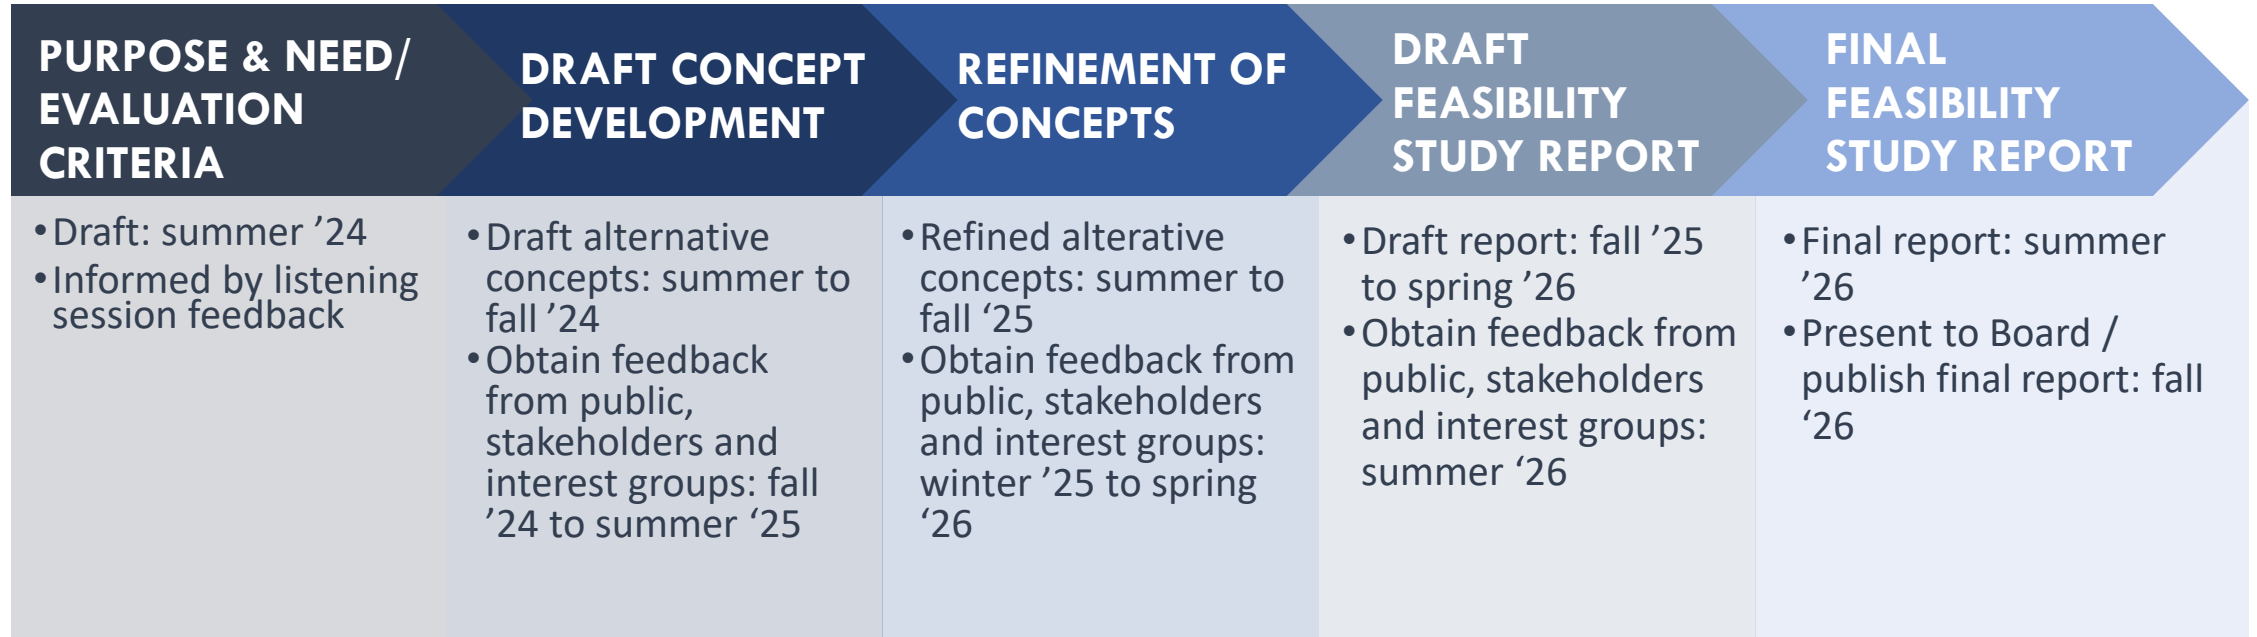 PURPOSE & NEED/
EVALUATION
CRITERIA
•Draft: summer ’24
•Informed by listening
session feedback
DRAFT CONCEPT
DEVELOPMENT
•Draft alternative
concepts: summer to
fall ’24
•Obtain feedback
from public,
stakeholders and
interest groups: fall
’24 to summer ‘25
REFINEMENT OF
CONCEPTS
•Refined alterative
concepts: summer to
fall ‘25
•Obtain feedback from
public, stakeholders
and interest groups:
winter ’25 to spring
‘26
DRAFT
FEASIBILITY
STUDY REPORT
•Draft report: fall ’25
to spring ’26
•Obtain feedback from
public, stakeholders
and interest groups:
summer ‘26
FINAL
FEASIBILITY
STUDY REPORT
•Final report: summer
’26
•Present to Board /
publish final report: fall
‘26